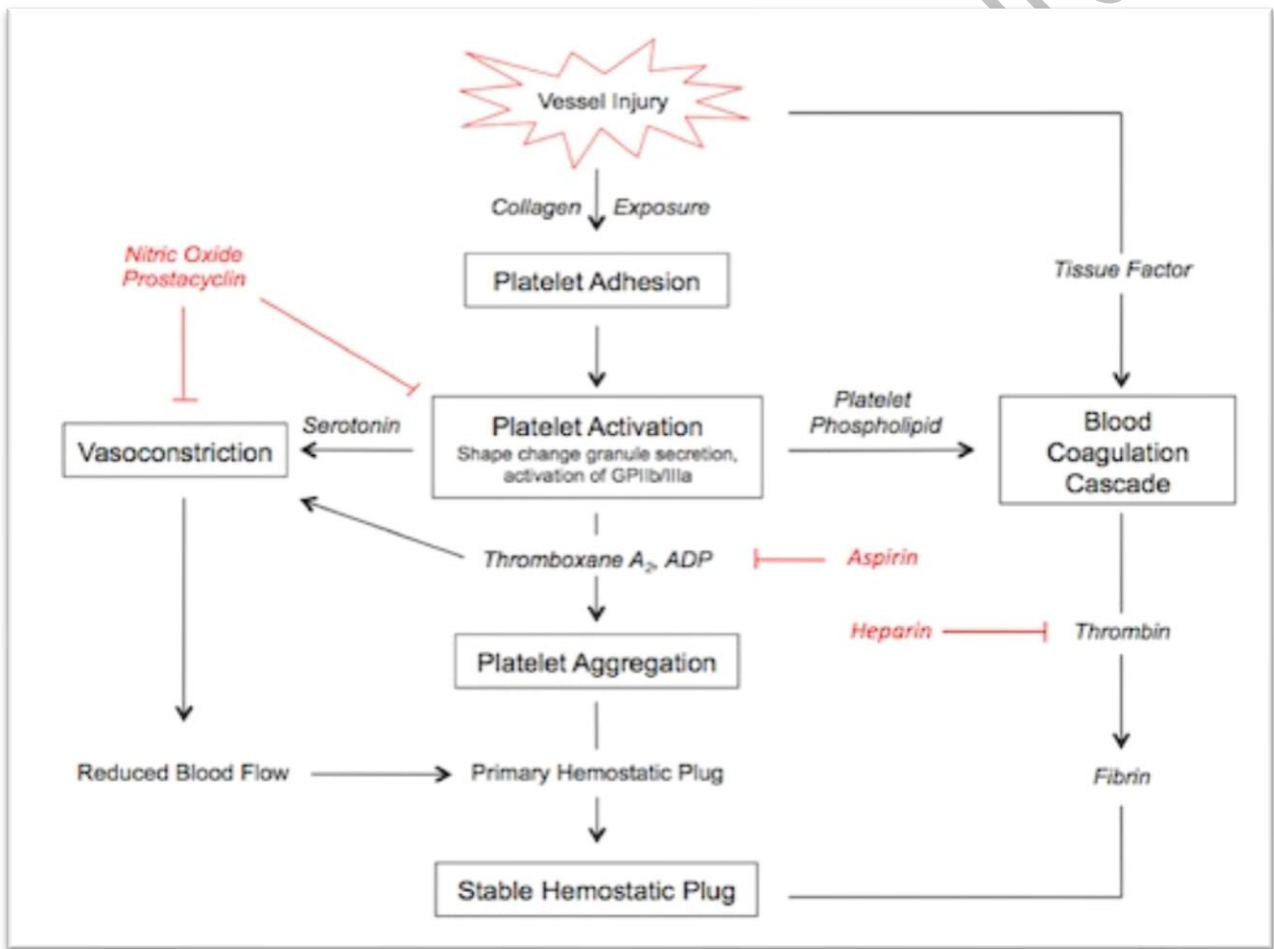 Vessel Injury
Collagen Exposure
Nitric Oxide
Prostacyclin
Platelet Adhesion
Tissue Factor
Serotonin
Platelet Activation
Shape change granule secretion,
activation of GPIIb/IIIa
Platelet
Phospholipid
Blood
Coagulation
Cascade
Vasoconstriction
Thromboxane A2, ADP
Aspirin
Heparin
Thrombin
Platelet Aggregation
Reduced Blood Flow
Primary Hemostatic Plug
Fibrin
Stable Hemostatic Plug